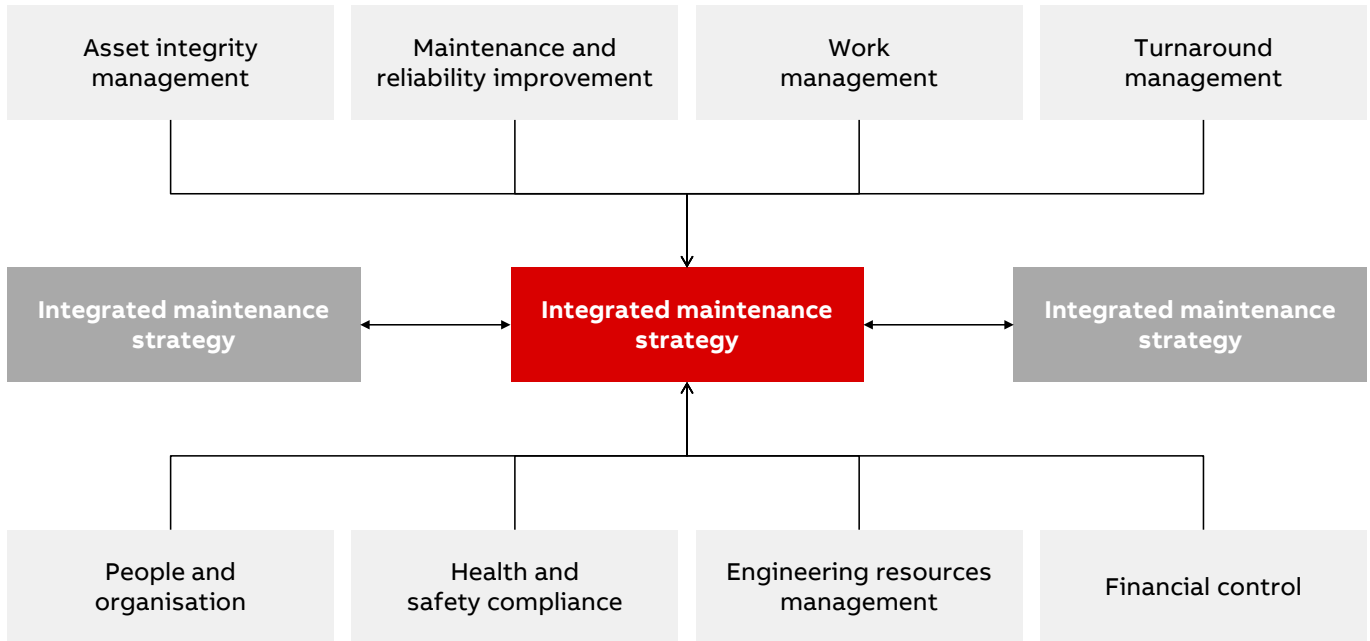 Asset integrity
management
Maintenance and
reliability improvement
Work
management
Turnaround
management
Integrated maintenance
strategy
Integrated maintenance
strategy
Integrated maintenance
strategy
People and
organisation
Health and
safety compliance
Engineering resources
management
Financial control